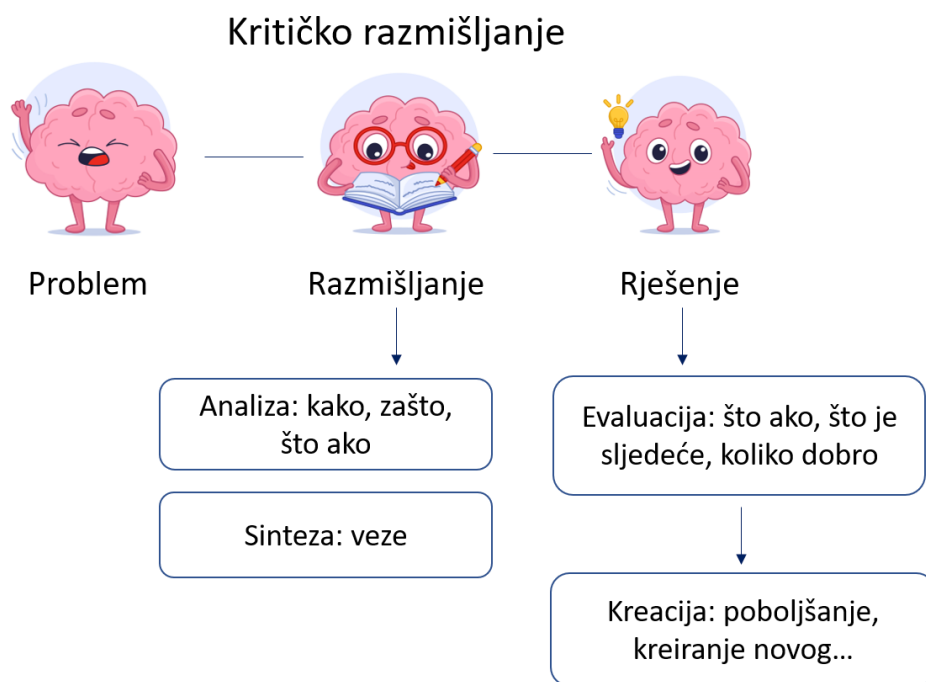 Kritičko razmišljanje
Problem
Razmišljanje
Rješenje
Analiza: kako, zašto,
što ako
Sinteza: veze
Evaluacija: što ako, što je
sljedeće, koliko dobro
Kreacija: poboljšanje,
kreiranje novog...